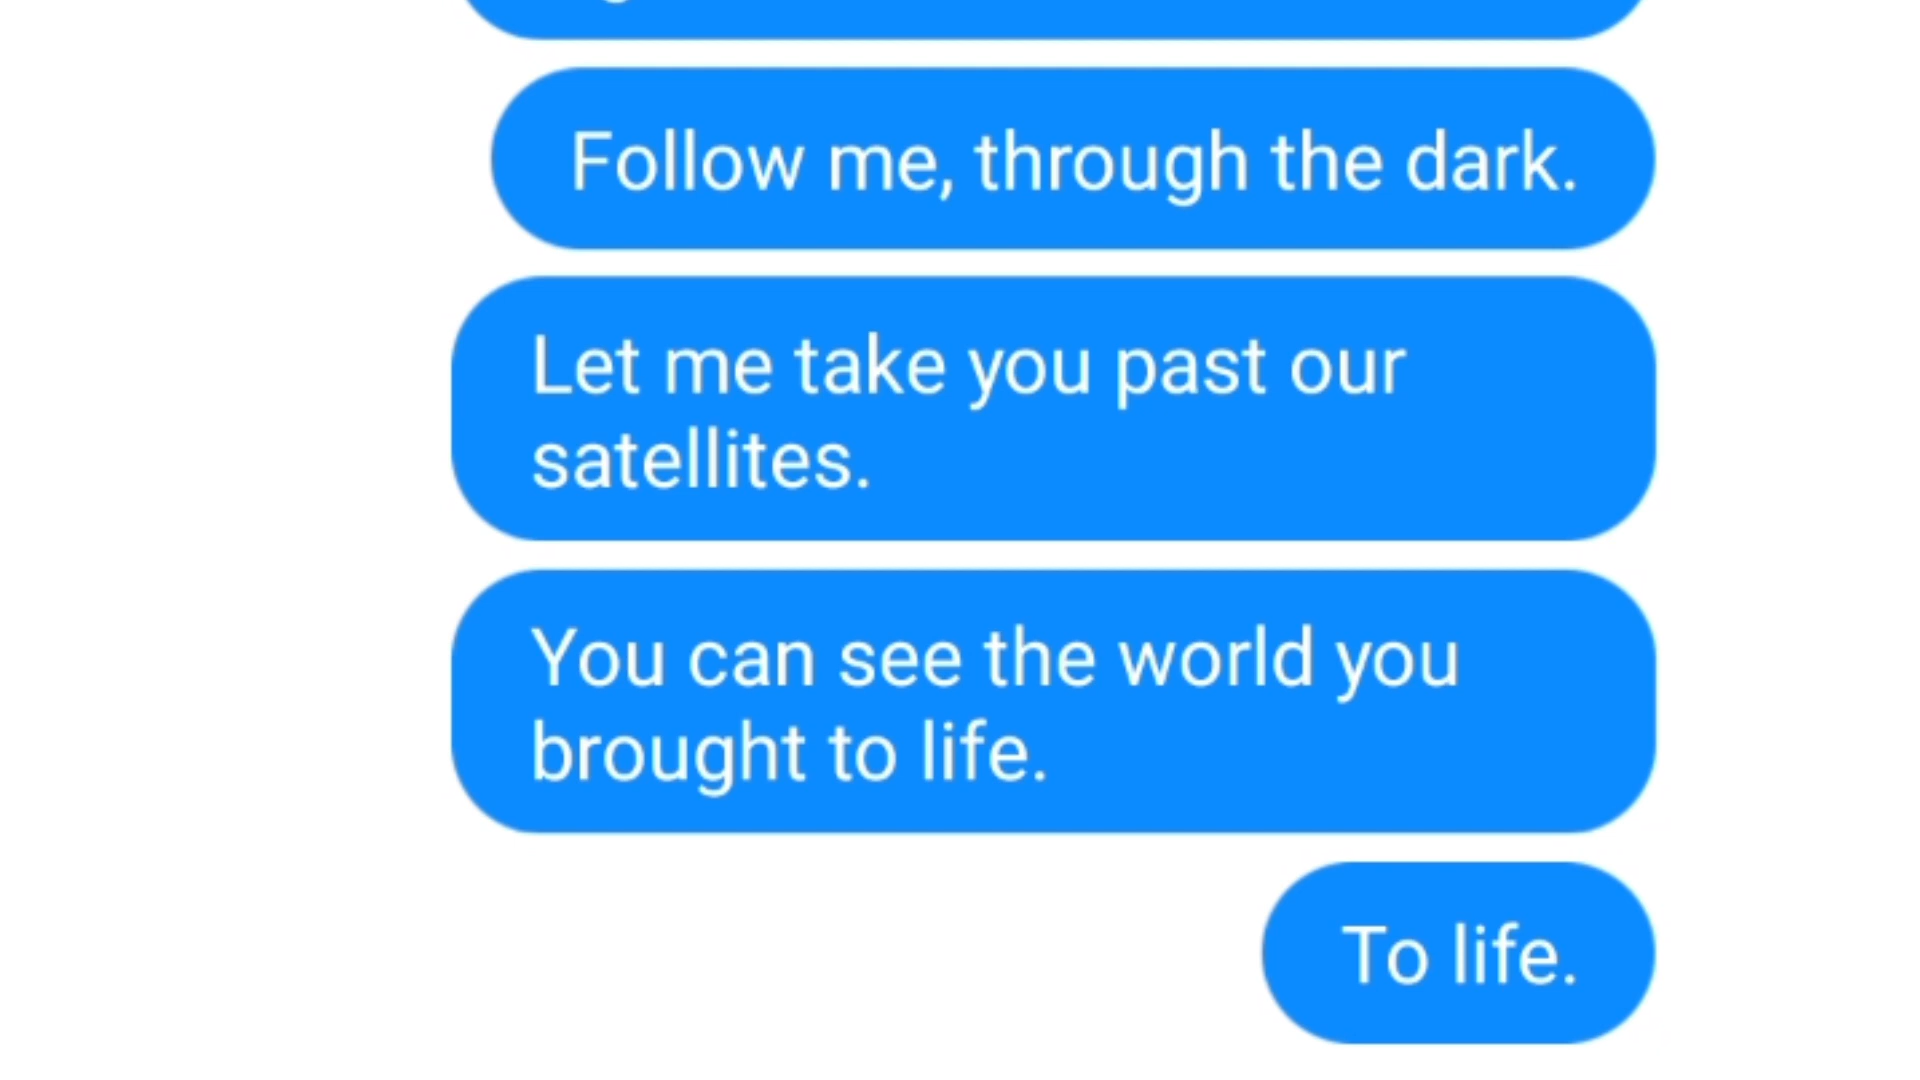 Follow me, through the dark.
Let me take you past our
satellites.
You can see the world you
brought to life.
To life.